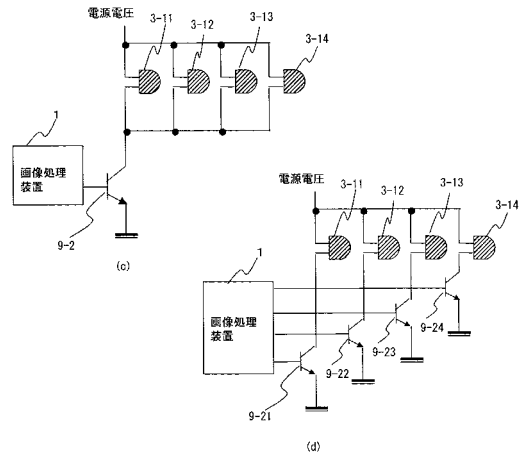 電源電圧
3-11
3-12
3-13
3-14
1
画像処理
装置
9-2
(c)
電源電圧
3-11
3-12
3-13
3-14
1
画像処理
装置
9-24
9-23
9-22
9-21
(d)